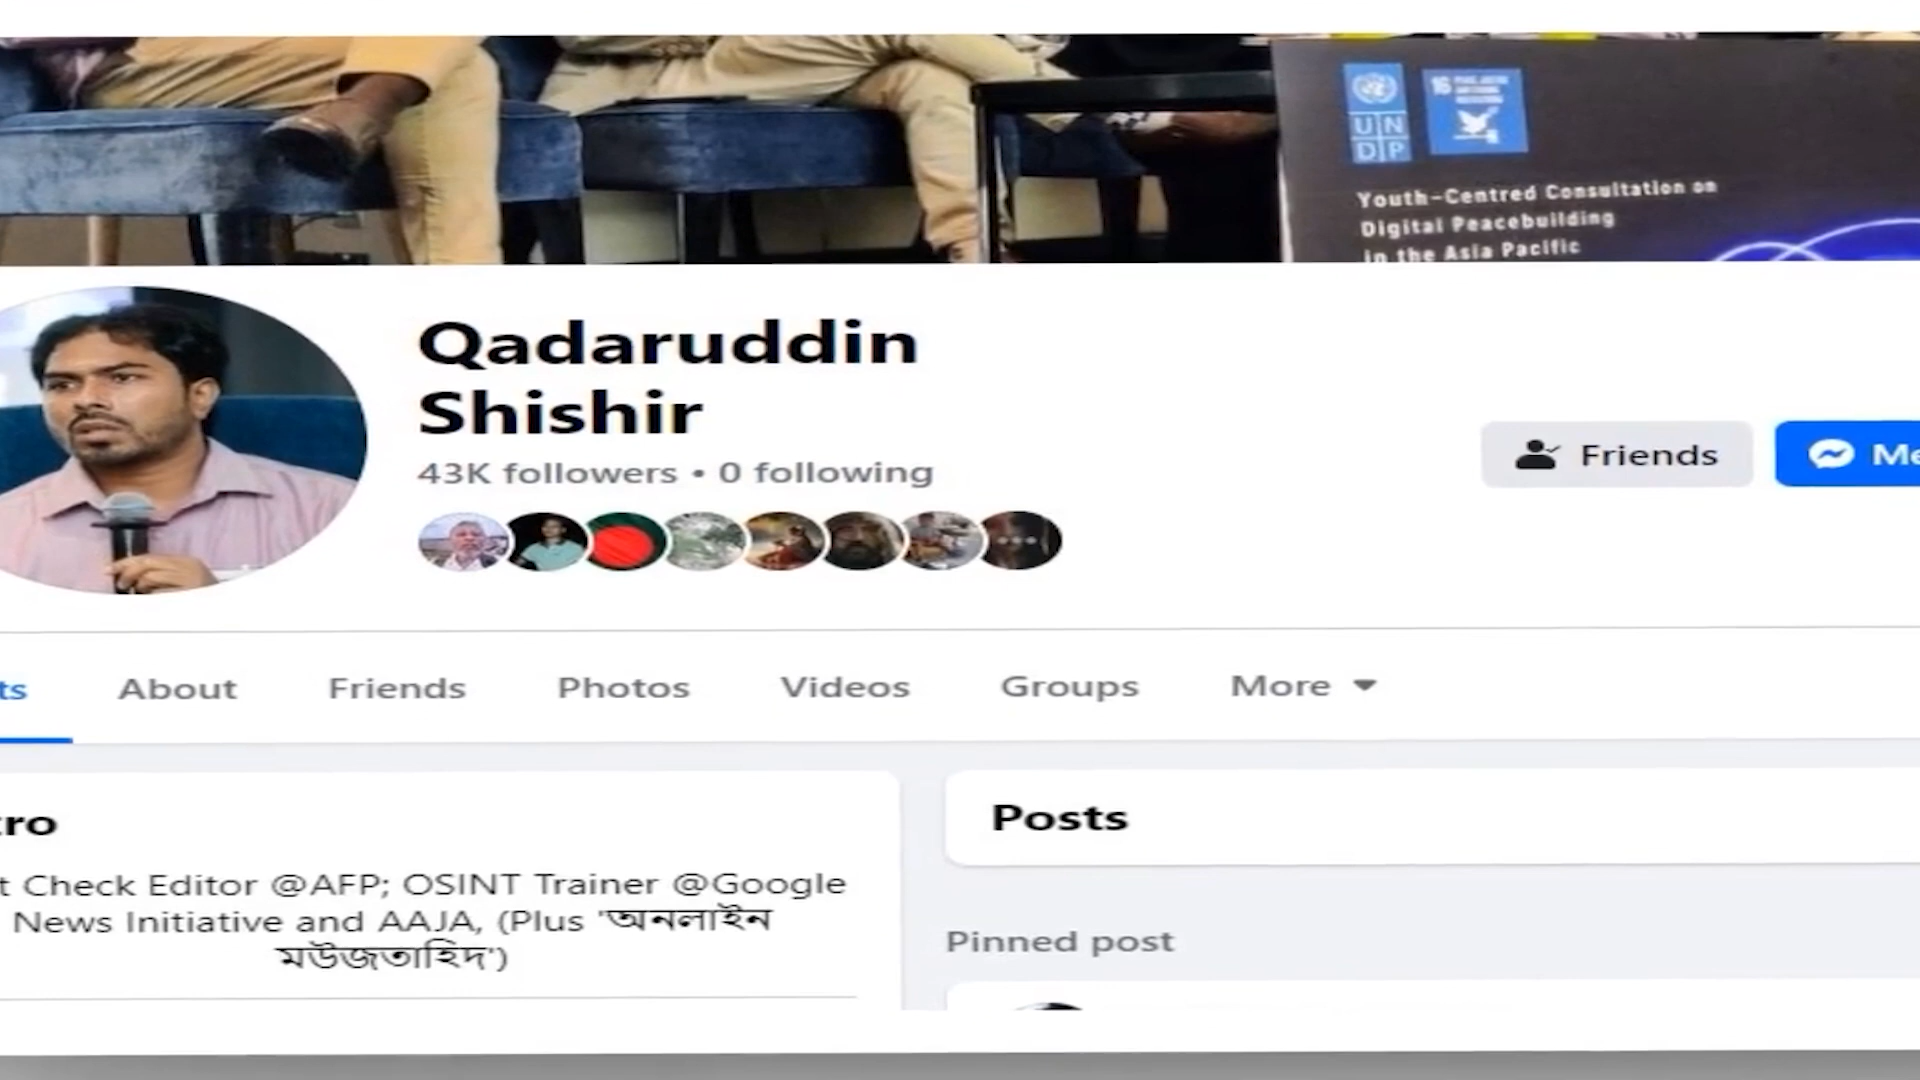 UN
DP
16
Youth-Centred Consultation on
Digital Peacebuilding
in the Asia Pacific
Qadaruddin
Shishir
43K followers • 0 following
Friends
Me
ts
About
Friends
Photos
Videos
Groups
More
ro
Posts
t Check Editor @AFP; OSINT Trainer @Google
News Initiative and AAJA, (Plus 'অনলাইন
মউজতাহিদ')
Pinned post